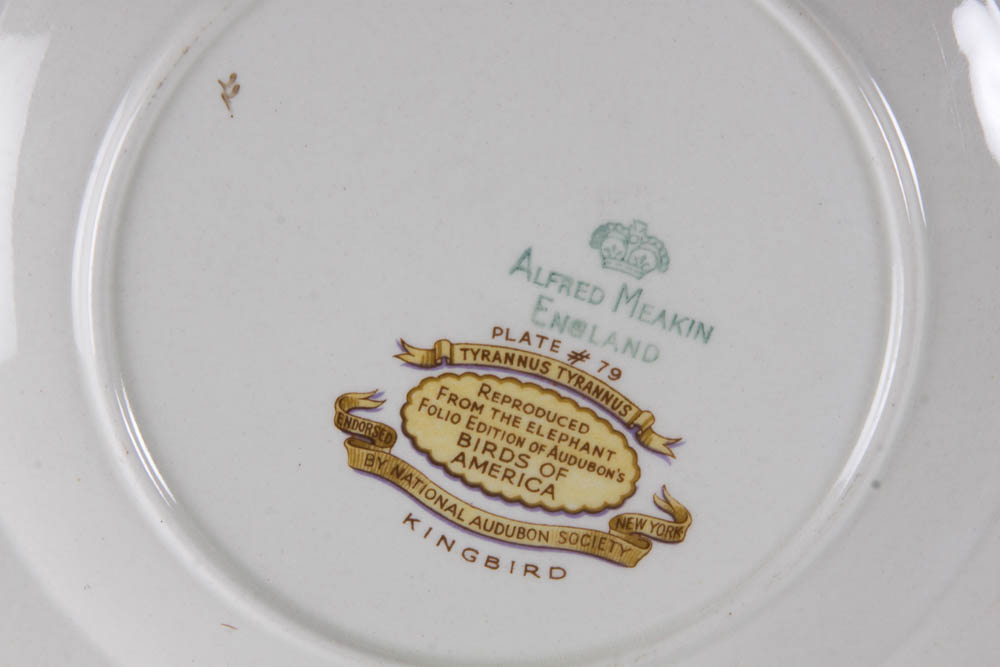 ALFRED MEAKIN
ENGLAND
PLATE # 79
TYRANNUS TYRANNUS
REPRODUCED
FROM THE ELEPHANT
FOLIO EDITION OF AUDUBON'S
BIRDS OF
AMERICA
ENDORSED
BY NATIONAL AUDUBON SOCIETY
NEW YORK
KINGBIRD